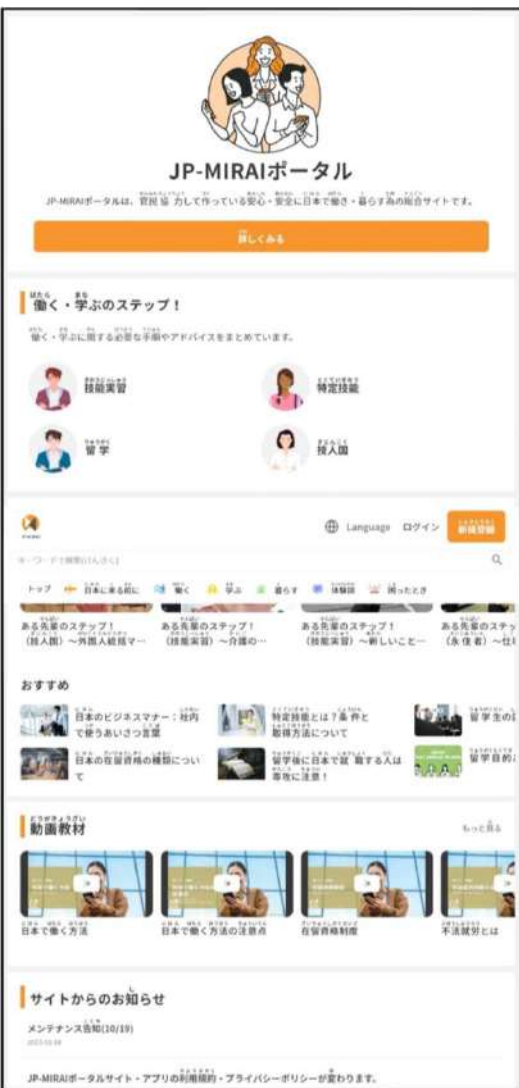 JP-MIRAIポータル
JP-MIRAIポータルは、官民協力して作っている安心・安全に日本で働き・暮らす為の総合サイトです。
詳しくみる
働く・学ぶのステップ！
働く・学ぶに関する必要な手順やアドバイスをまとめています。
技能実習
特定技能
留学
技人国
Language ログイン 新規登録
キーワードで検索(けんさく)
トップ 日本に来る前に 働く 学ぶ 暮らす 体験談 困ったとき
ある先輩のステップ！ ある先輩のステップ！ ある先輩のステップ！ ある先輩のステップ！
（技人国）～外国人総括マ… （技能実習）～介護の… （技能実習）～新しいこと… （永住者）～仕
おすすめ
日本のビジネスマナー：社内で使うあいさつ言葉
特定技能とは？条件と取得方法について
留学生の
日本の在留資格の種類について
留学後に日本で就職する人は専攻に注意！
留学目的
動画教材
もっと見る
日本で働く方法
日本で働く方法の注意点
在留資格制度
不法就労とは
サイトからのお知らせ
メンテナンス告知(10/19)
JP-MIRAIポータルサイト・アプリの利用規約・プライバシーポリシーが変わります。